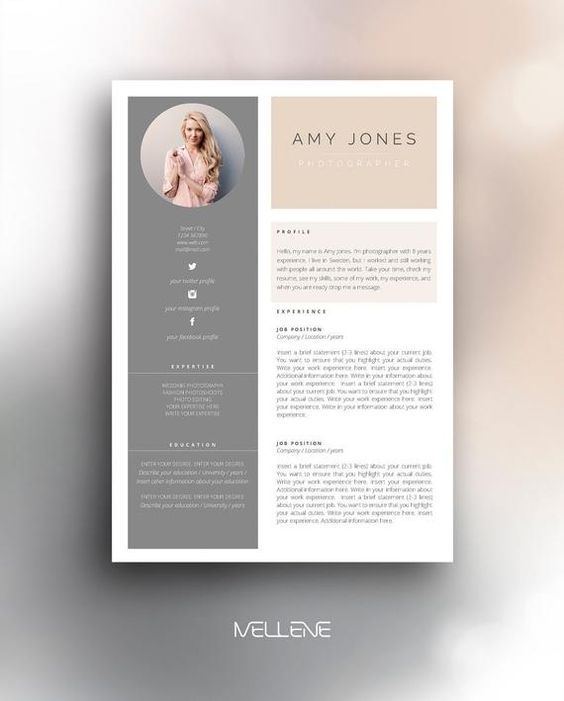 AMY JONES
PHOTOGRAPHER
Street / City
1234 567890
www.web.com
mail@mail.com
your twitter profile
your instagram profile
your facebook profile
EXPERTISE
WEDDING PHOTOGRAPHY
FASHION PHOTOSHOOTS
PHOTO EDITING
YOUR EXPERTISE HERE
WRITE YOUR EXPERTISE
EDUCATION
ENTER YOUR DEGREE, ENTER YOUR DEGREE
Describe your education / University / years /
Insert other information about your education
ENTER YOUR DEGREE, ENTER YOUR DEGREE
Describe your education / University / years
PROFILE
Hello, my name is Amy Jones. I'm photographer with 8 years
experience. I live in Sweden, but I worked and still working
with people all around the world. Take your time, check my
resume, see my skills, some of my work, my experience, and
when you are ready drop me a message.
EXPERIENCE
JOB POSITION
Company / Location / years
Insert a brief statement (2-3 lines) about your current job.
You want to ensure that you highlight your actual duties.
Write your work experience here. Insert your experience.
Additional information here. Write in your information about
your work experience. Insert a brief statement (2-3 lines)
about your current job. You want to ensure that you highlight
your actual duties. Write your work experience here. Insert
your experience. Write in your information about your work
experience.
JOB POSITION
Company / Location / years
Insert a brief statement (2-3 lines) about your current job.
You want to ensure that you highlight your actual duties.
Write your work experience here. Insert your experience.
Additional information here. Write in your information about
your work experience. Insert a brief statement (2-3 lines)
about your current job. You want to ensure that you highlight
your actual duties. Write your work experience here. Insert
your experience. Additional information here.
MELLENE